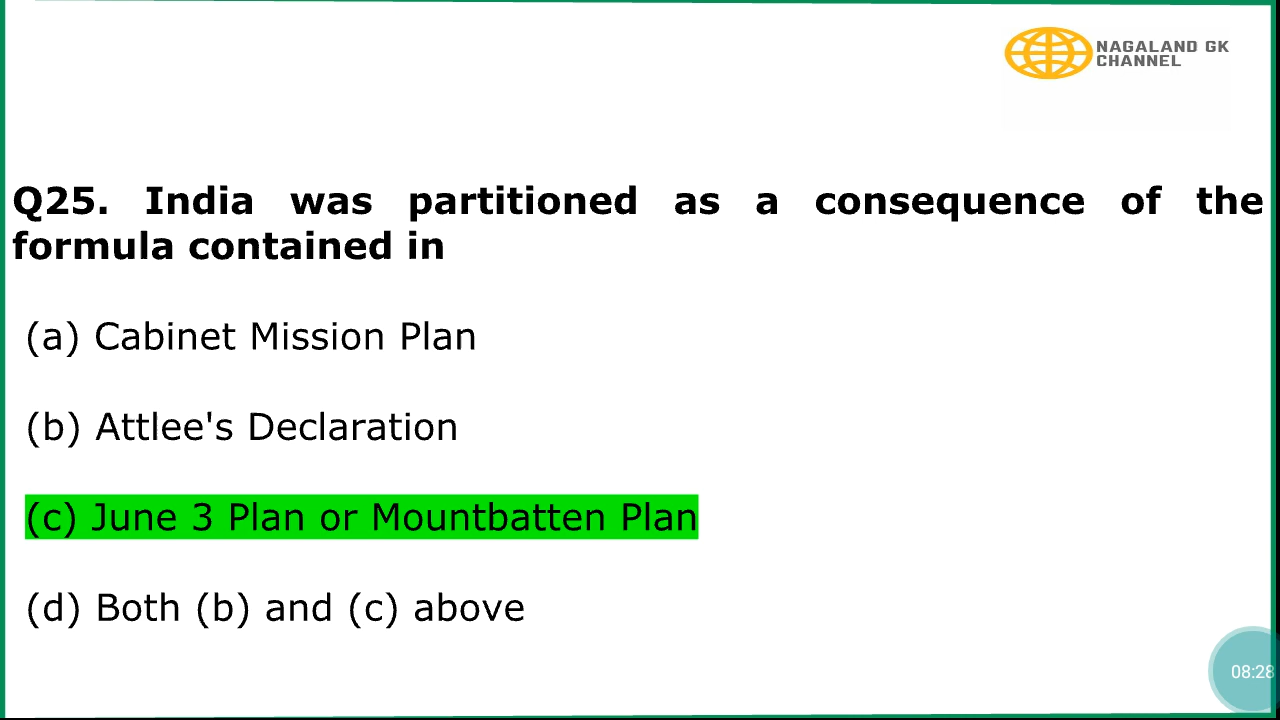 NAGALAND GK
CHANNEL
Q25. India was partitioned as a consequence of the
formula contained in
(a) Cabinet Mission Plan
(b) Attlee's Declaration
(c) June 3 Plan or Mountbatten Plan
(d) Both (b) and (c) above
08:28